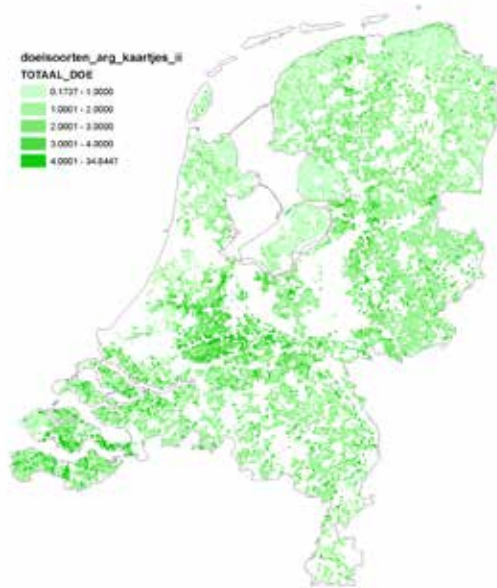 doelsoorten_arg_kaartjes_ii
TOTAAL_DOE
0.1737 - 1.0000
1.0001 - 2.0000
2.0001 - 3.0000
3.0001 - 4.0000
4.0001 - 34.8447